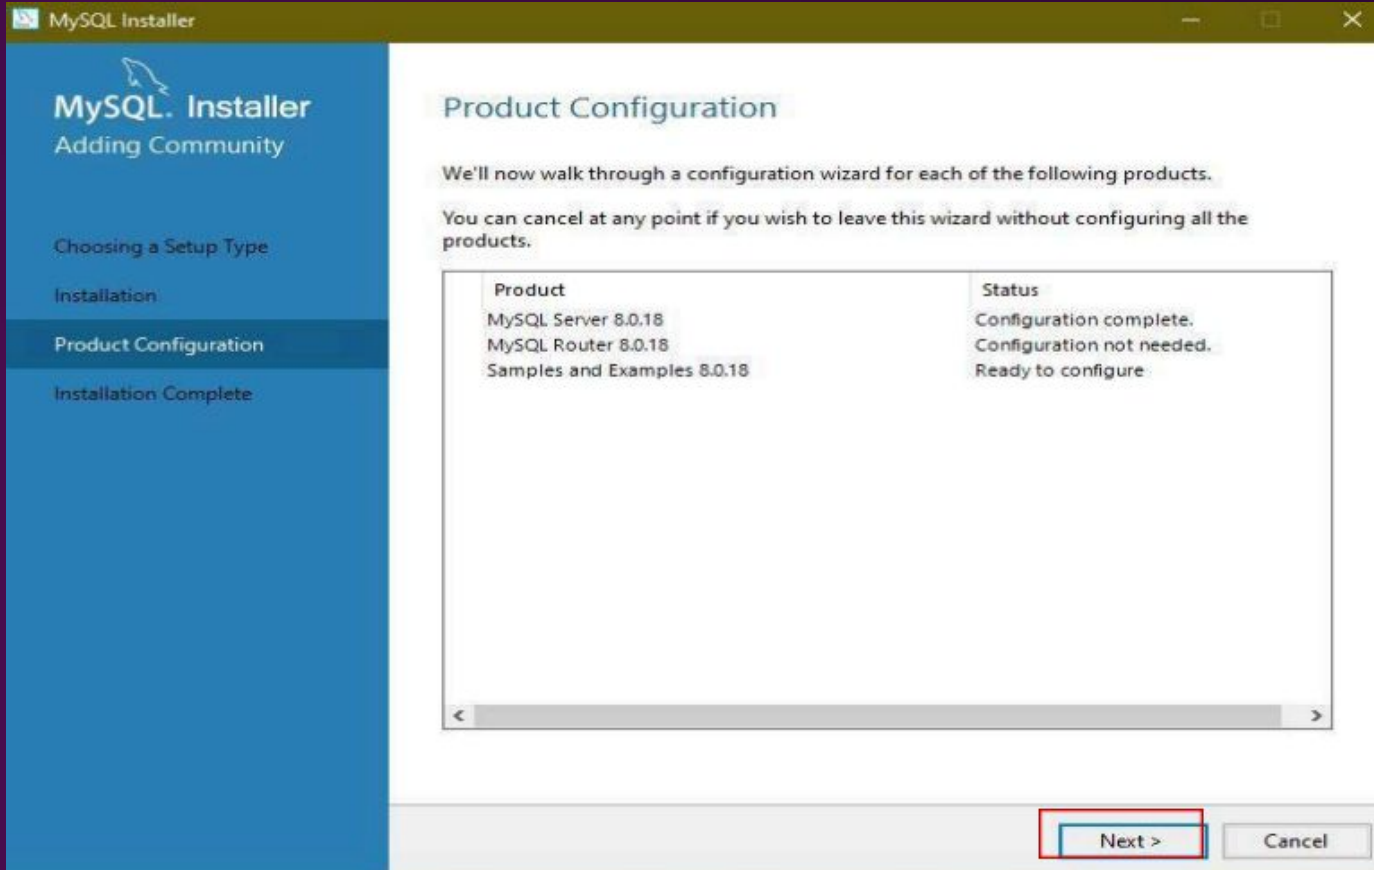 MySQL Installer
MySQL. Installer
Adding Community
Choosing a Setup Type
Installation
Product Configuration
Installation Complete
Product Configuration
We'll now walk through a configuration wizard for each of the following products.
You can cancel at any point if you wish to leave this wizard without configuring all the
products.
Product Status
MySQL Server 8.0.18 Configuration complete.
MySQL Router 8.0.18 Configuration not needed.
Samples and Examples 8.0.18 Ready to configure
Next > Cancel